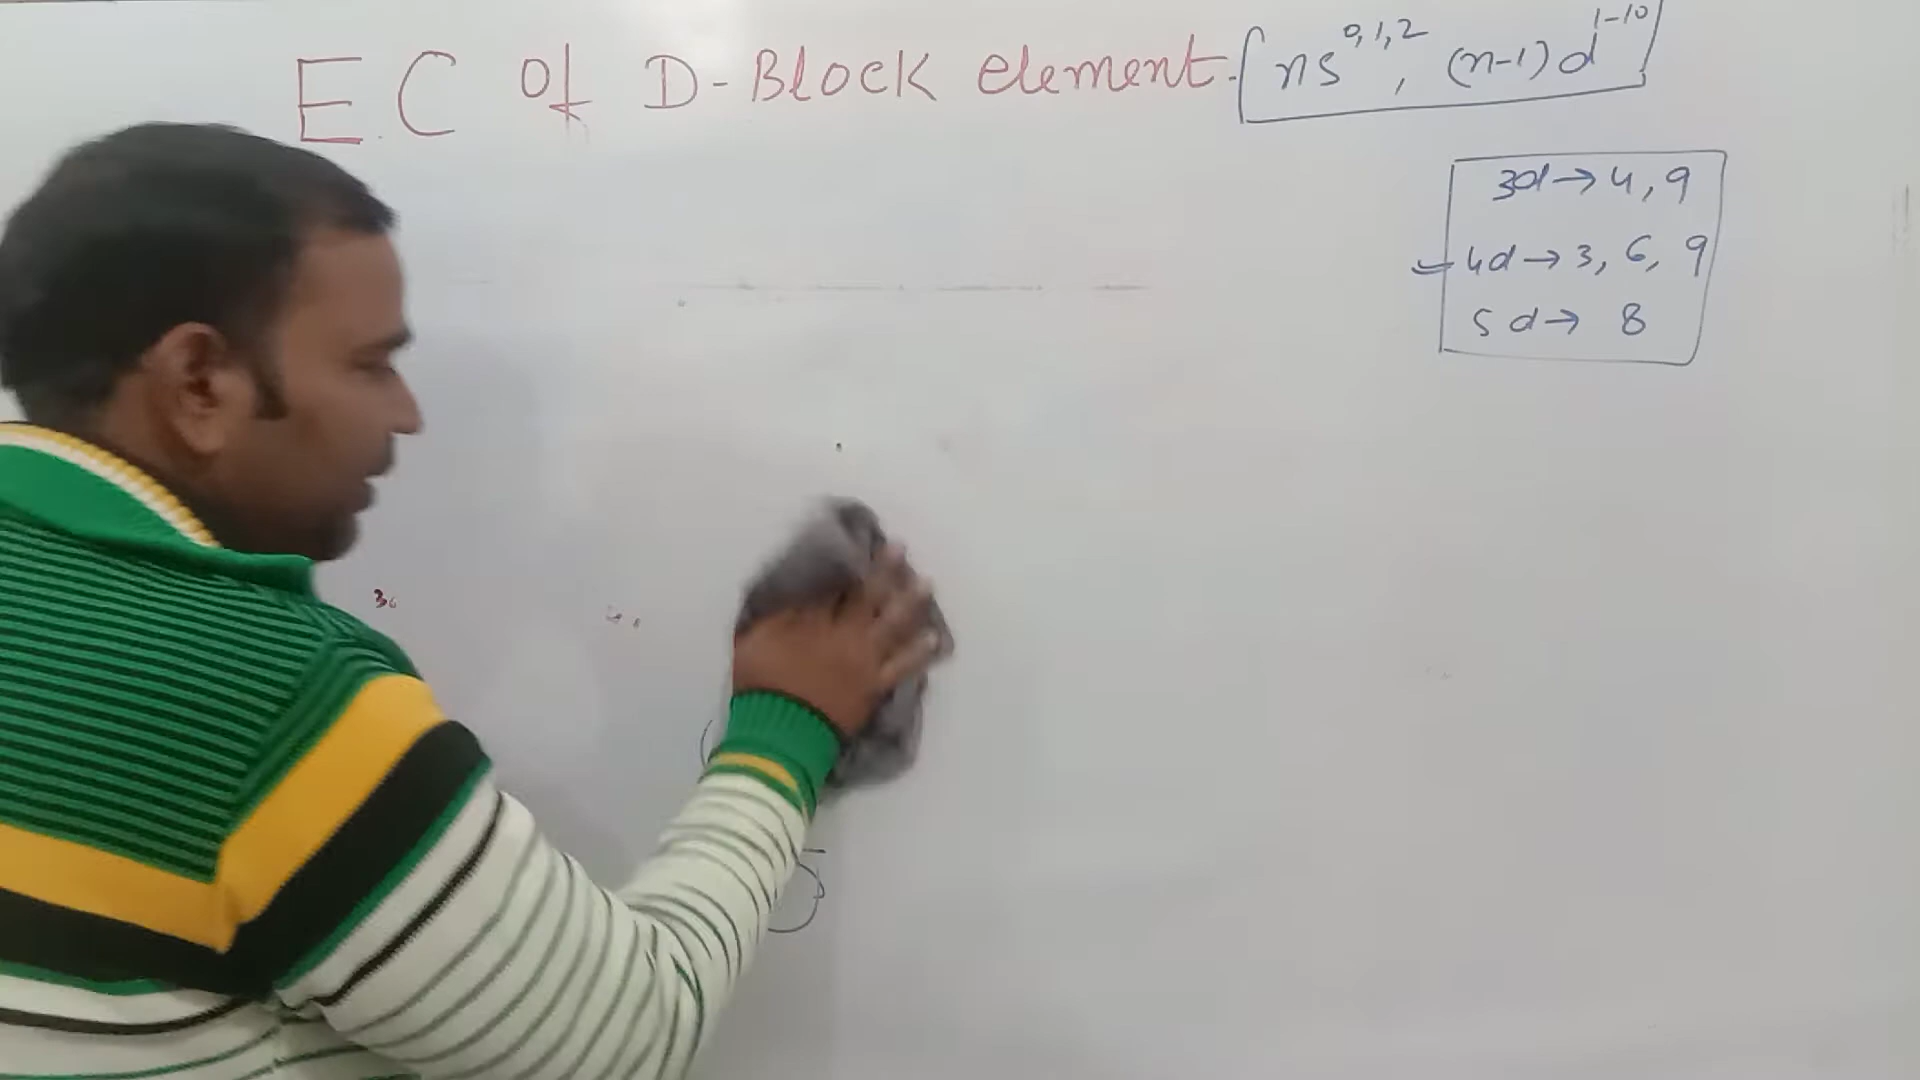 E.C Of D-Block element. [ns^0,1,2, (n-1)d^1-10]
3d→ 4, 9
4d→ 3, 6, 9
5d→ 8
3